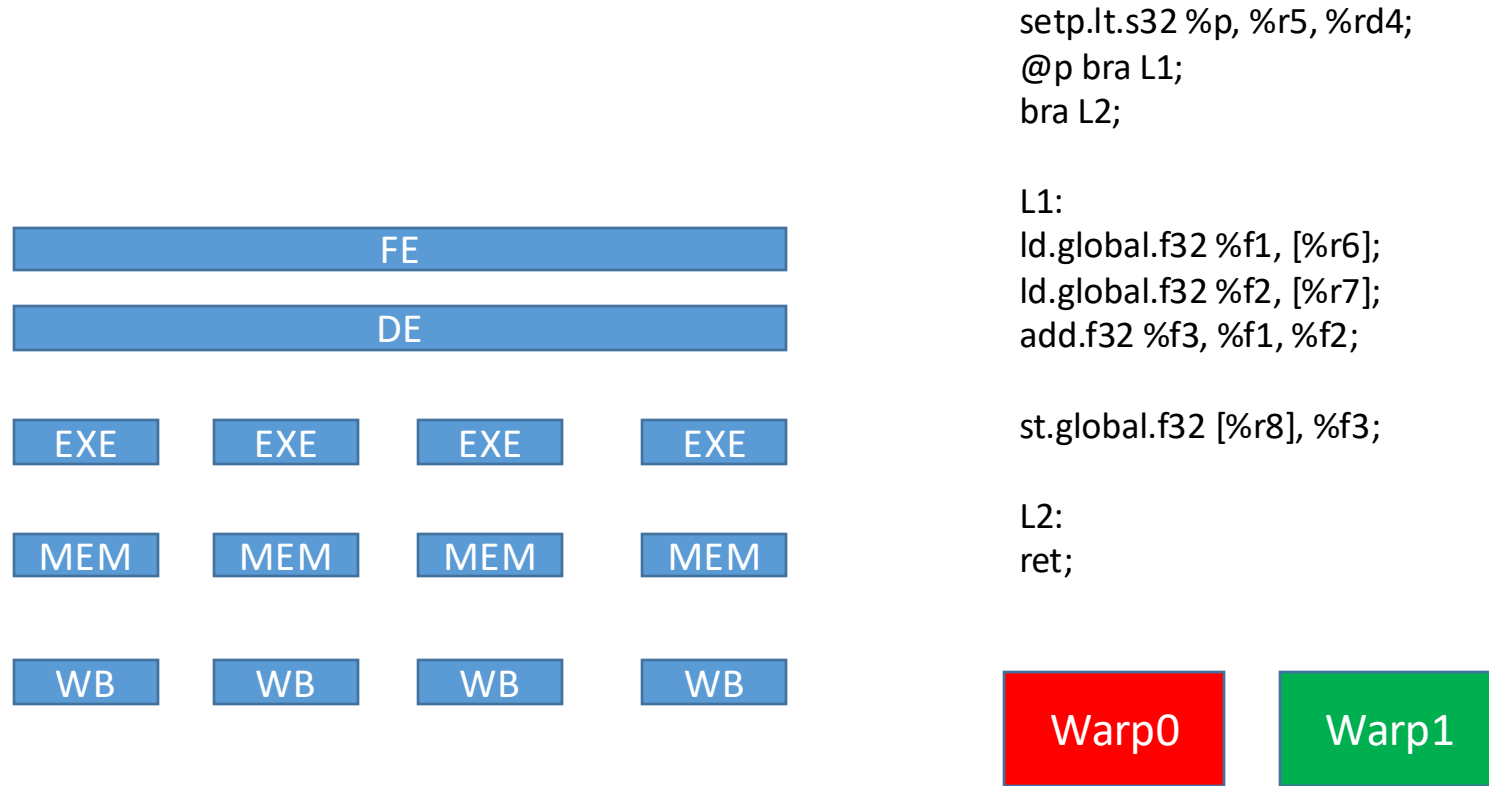 setp.lt.s32 %p, %r5, %rd4;
@p bra L1;
bra L2;
L1:
ld.global.f32 %f1, [%r6];
ld.global.f32 %f2, [%r7];
add.f32 %f3, %f1, %f2;
st.global.f32 [%r8], %f3;
L2:
ret;
FE
DE
EXE EXE EXE EXE
MEM MEM MEM MEM
WB WB WB WB
Warp0 Warp1